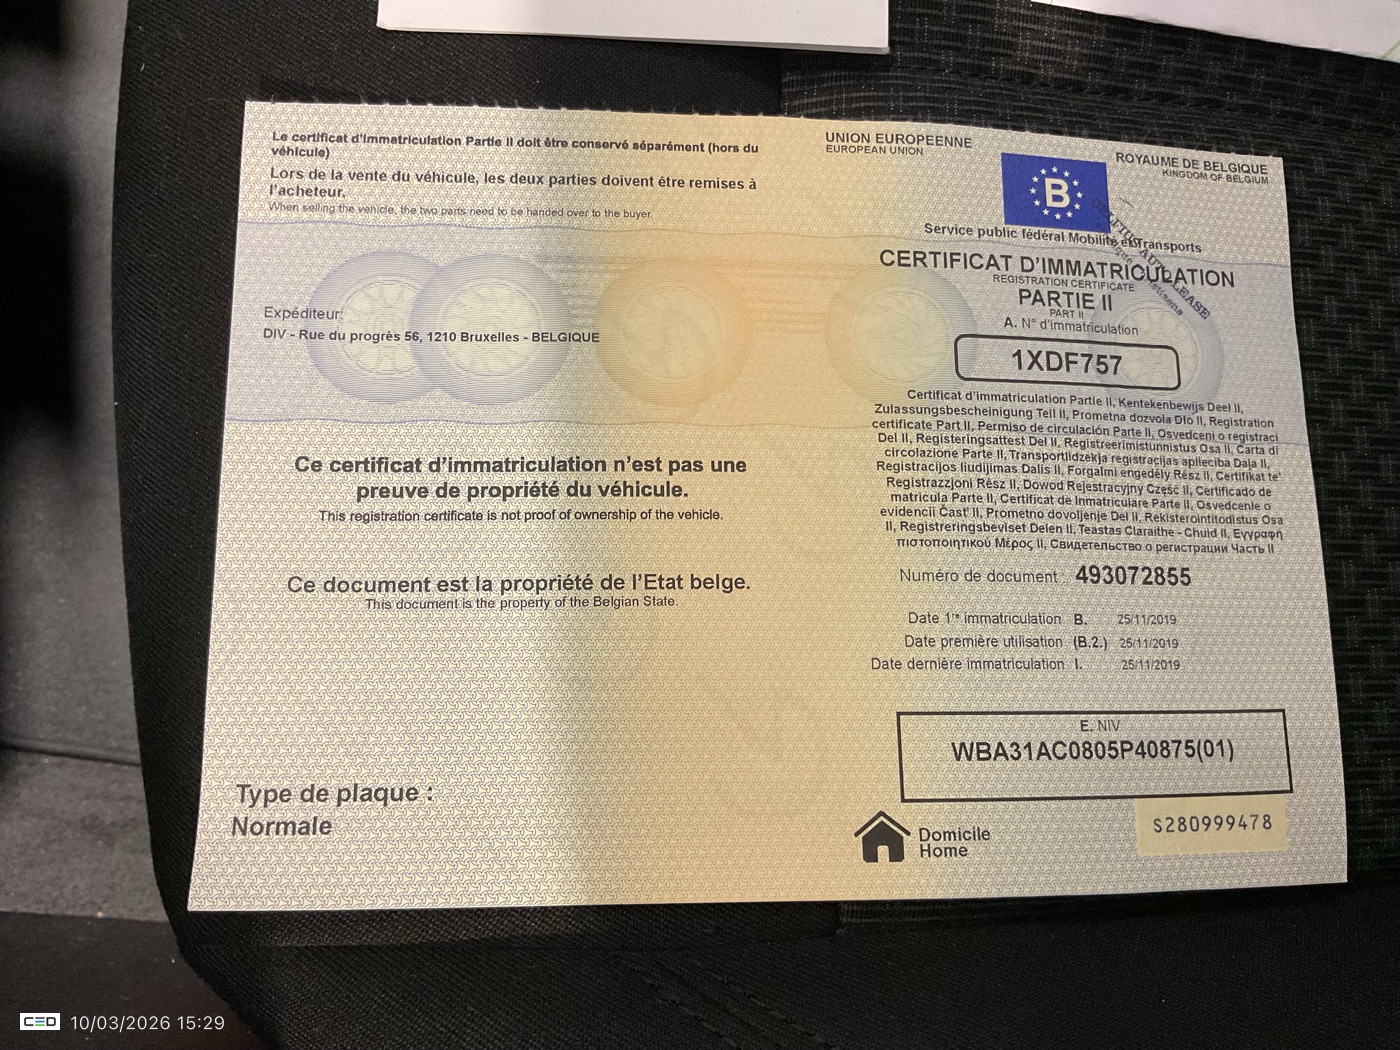 Le certificat d'immatriculation Partie II doit être conservé séparément (hors du
véhicule)
Lors de la vente du véhicule, les deux parties doivent être remises à
l'acheteur.
When selling the vehicle, the two parts need to be handed over to the buyer.
Expéditeur:
DIV - Rue du progrès 56, 1210 Bruxelles - BELGIQUE
Ce certificat d'immatriculation n'est pas une
preuve de propriété du véhicule.
This registration certificate is not proof of ownership of the vehicle.
Ce document est la propriété de l'Etat belge.
This document is the property of the Belgian State.
Type de plaque :
Normale
UNION EUROPEENNE
EUROPEAN UNION
ROYAUME DE BELGIQUE
KINGDOM OF BELGIUM
B
Service public fédéral Mobilité et Transports
CERTIFICAT D'IMMATRICULATION
REGISTRATION CERTIFICATE
PARTIE II
PART II
A. N° d'immatriculation
1XDF757
Certificat d'immatriculation Partie II, Kentekenbewijs Deel II,
Zulassungsbescheinigung Teil II, Prometna dozvola Dio II, Registration
certificate Part II, Permiso de circulación Parte II, Osvedceni o registraci
Del II, Registeringsattest Del II, Registreerimistunnistus Osa II, Carta di
circolazione Parte II, Transportlidzekja registracijas apliecība Daļa II,
Registracijos liudijimas Dalis II, Forgalmi engedély Rész II, Certifikat te'
Registrazzjoni Rész II, Dowod Rejestracyjny Część II, Certificado de
matricula Parte II, Certificat de Inmatriculare Parte II, Osvedcenie o
evidencii Časť II, Prometno dovoljenje Del II, Rekisterointitodistus Osa
II, Registreringsbeviset Delen II, Teastas Claraithe - Chuid II, Εγγραφή
πιστοποιητικού Μέρος II, Свидетельство о регистрации Часть II
Numéro de document 493072855
Date 1re immatriculation B. 25/11/2019
Date première utilisation (B.2.) 25/11/2019
Date dernière immatriculation I. 25/11/2019
E. NIV
WBA31AC0805P40875(01)
Domicile
Home
S280999478
CED 10/03/2026 15:29